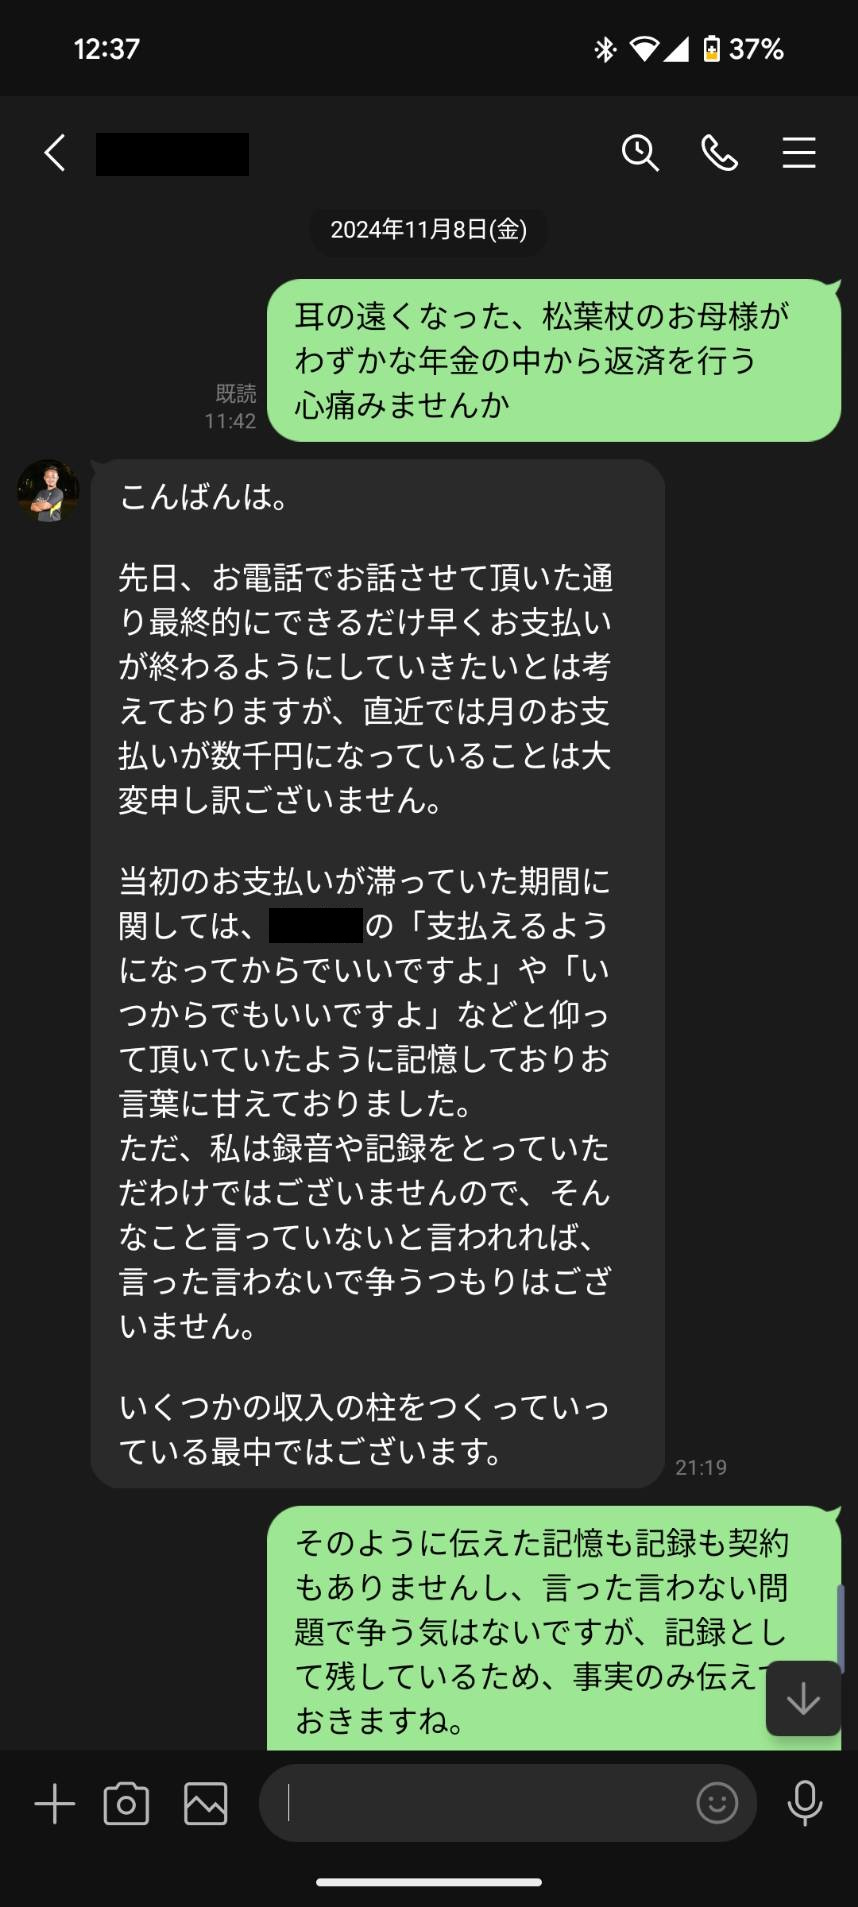 12:37
37%
2024年11月8日(金)
耳の遠くなった、松葉杖のお母様が
わずかな年金の中から返済を行う
心痛みませんか
既読
11:42
こんばんは。
先日、お電話でお話させて頂いた通
り最終的にできるだけ早くお支払い
が終わるようにしていきたいとは考
えておりますが、直近では月のお支
払いが数千円になっていることは大
変申し訳ございません。
当初のお支払いが滞っていた期間に
関しては、の「支払えるよう
になってからでいいですよ」や「い
つからでもいいですよ」などと仰っ
て頂いていたように記憶しておりお
言葉に甘えておりました。
ただ、私は録音や記録をとっていた
だわけではございませんので、そん
なこと言っていないと言われれば、
言った言わないで争うつもりはござ
いません。
いくつかの収入の柱をつくっていっ
ている最中ではございます。
21:19
そのように伝えた記憶も記録も契約
もありませんし、言った言わない問
題で争う気はないですが、記録とし
て残しているため、事実のみ伝えて
おきますね。